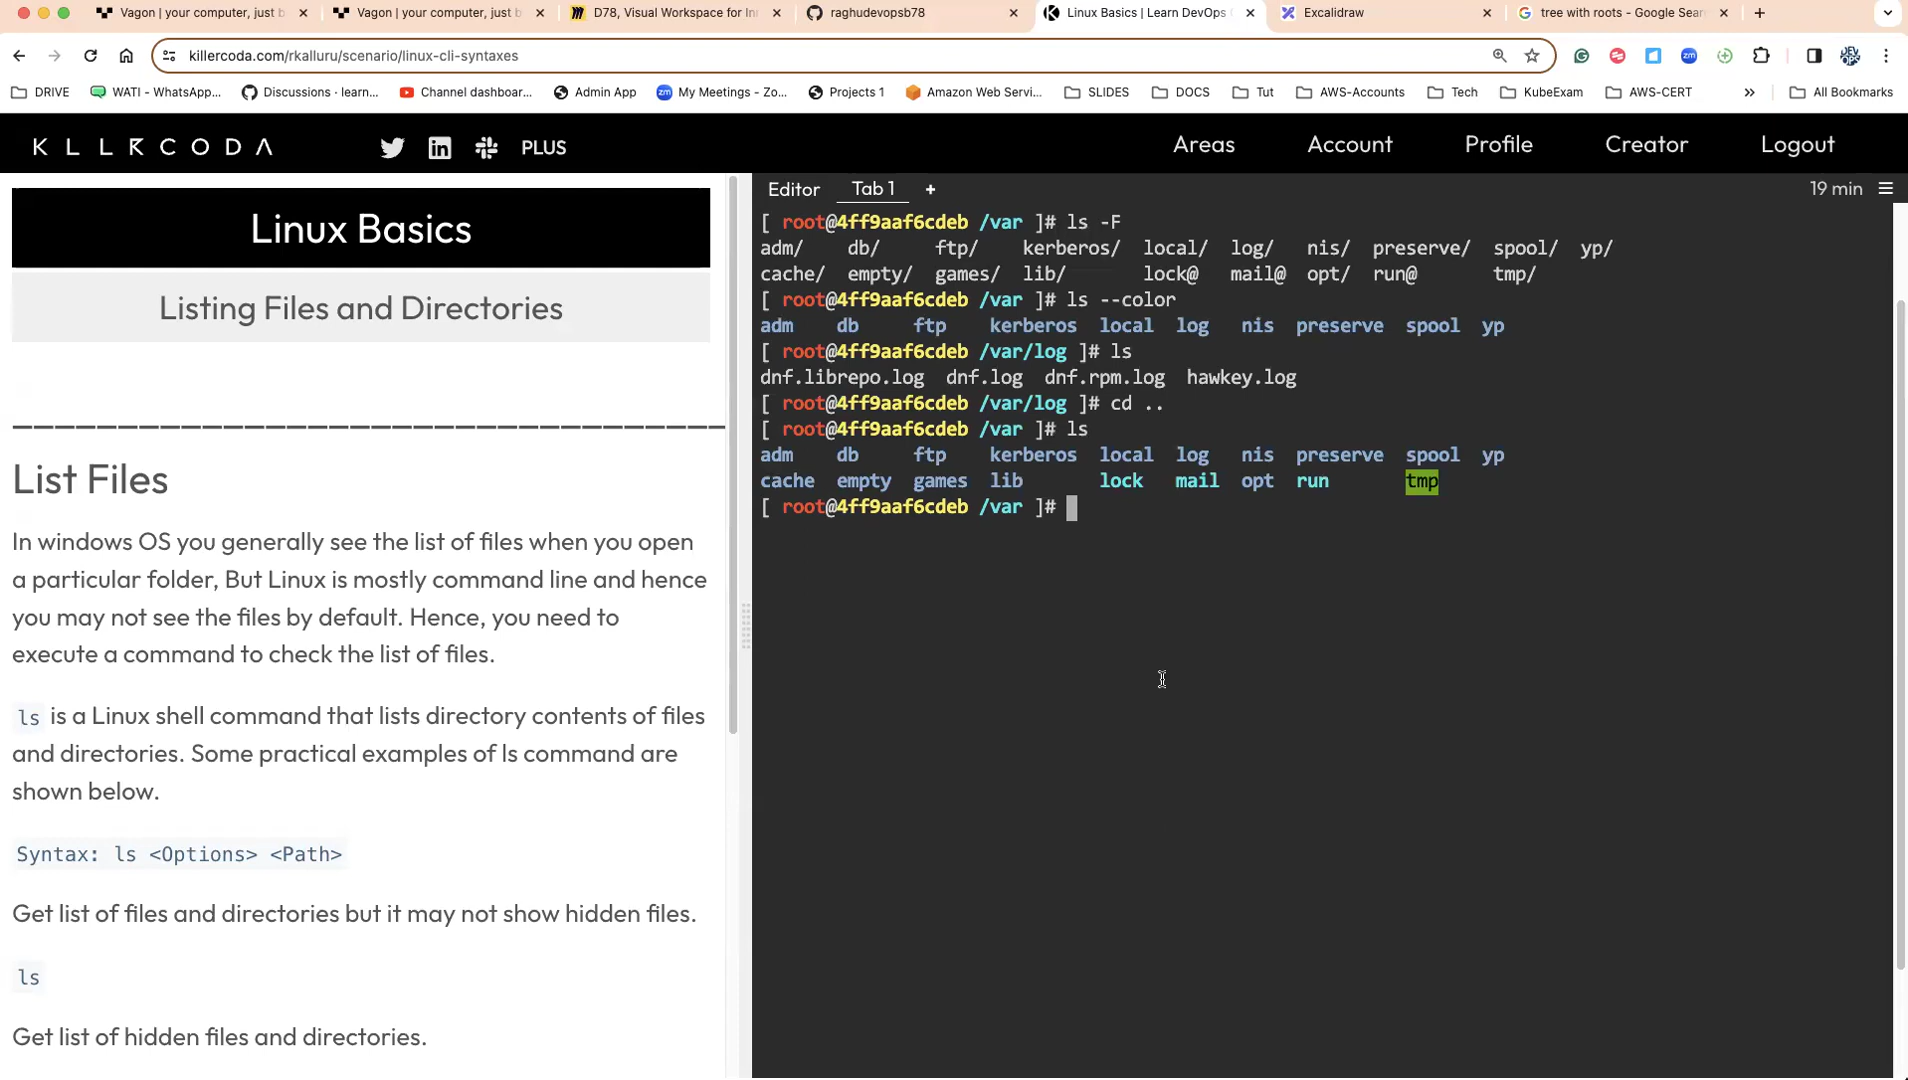 Vagon | your computer, just b
Vagon | your computer, just b
D78, Visual Workspace for Inn
raghudevopsb78
Linux Basics | Learn DevOps
Excalidraw
tree with roots - Google Sear
killercoda.com/rkalluru/scenario/linux-cli-syntaxes
DRIVE
WATI - WhatsApp...
Discussions · learn...
Channel dashboar...
Admin App
My Meetings - Zo...
Projects 1
Amazon Web Servi...
SLIDES
DOCS
Tut
AWS-Accounts
Tech
KubeExam
AWS-CERT
»
All Bookmarks
KLLRCODA
PLUS
Areas
Account
Profile
Creator
Logout
Linux Basics
Listing Files and Directories
List Files
In windows OS you generally see the list of files when you open
a particular folder, But Linux is mostly command line and hence
you may not see the files by default. Hence, you need to
execute a command to check the list of files.
ls is a Linux shell command that lists directory contents of files
and directories. Some practical examples of ls command are
shown below.
Syntax: ls <Options> <Path>
Get list of files and directories but it may not show hidden files.
ls
Get list of hidden files and directories.
Editor
Tab 1
+
19 min
[ root@4ff9aaf6cdeb /var ]# ls -F
adm/ db/ ftp/ kerberos/ local/ log/ nis/ preserve/ spool/ yp/
cache/ empty/ games/ lib/ lock@ mail@ opt/ run@ tmp/
[ root@4ff9aaf6cdeb /var ]# ls --color
adm db ftp kerberos local log nis preserve spool yp
[ root@4ff9aaf6cdeb /var/log ]# ls
dnf.librepo.log dnf.log dnf.rpm.log hawkey.log
[ root@4ff9aaf6cdeb /var/log ]# cd ..
[ root@4ff9aaf6cdeb /var ]# ls
adm db ftp kerberos local log nis preserve spool yp
cache empty games lib lock mail opt run tmp
[ root@4ff9aaf6cdeb /var ]#